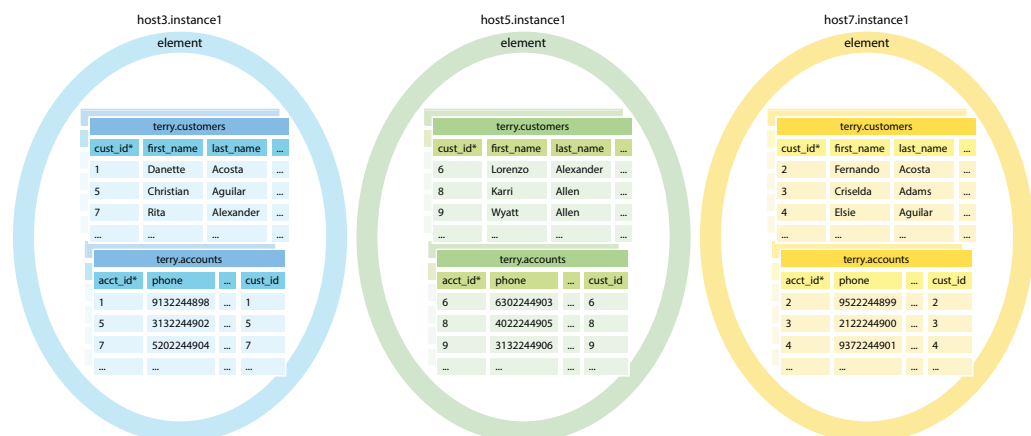 host3.instance1 host5.instance1 host7.instance1
element element element
terry.customers terry.customers terry.customers
cust_id* first_name last_name ... cust_id* first_name last_name ... cust_id* first_name last_name ...
1 Danette Acosta ... 6 Lorenzo Alexander ... 2 Fernando Acosta ...
5 Christian Aguilar ... 8 Karri Allen ... 3 Criselda Adams ...
7 Rita Alexander ... 9 Wyatt Allen ... 4 Elsie Aguilar ...
... ... ... ... ... ... ... ... ... ... ... ...
terry.accounts terry.accounts terry.accounts
acct_id* phone ... cust_id acct_id* phone ... cust_id acct_id* phone ... cust_id
1 9132244898 ... 1 6 6302244903 ... 6 2 9522244899 ... 2
5 3132244902 ... 5 8 4022244905 ... 8 3 2122244900 ... 3
7 5202244904 ... 7 9 3132244906 ... 9 4 9372244901 ... 4
... ... ... ... ... ... ... ... ... ... ... ...